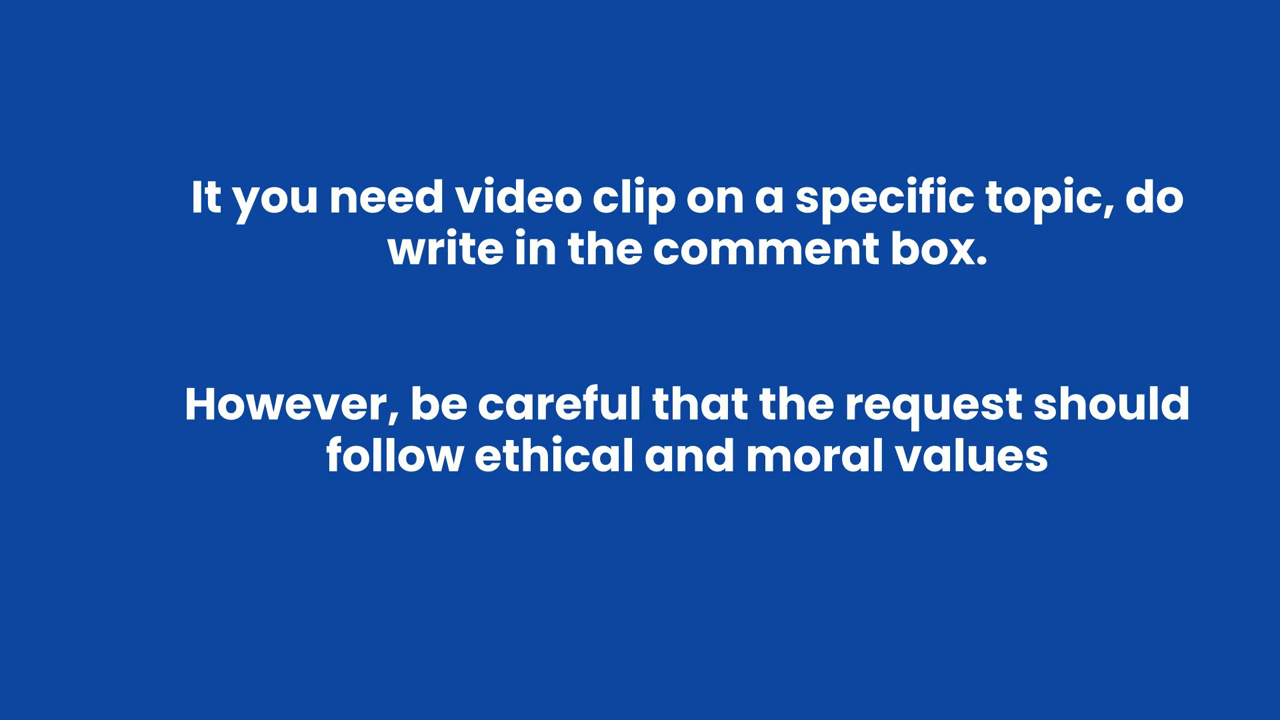 It you need video clip on a specific topic, do
write in the comment box.
However, be careful that the request should
follow ethical and moral values